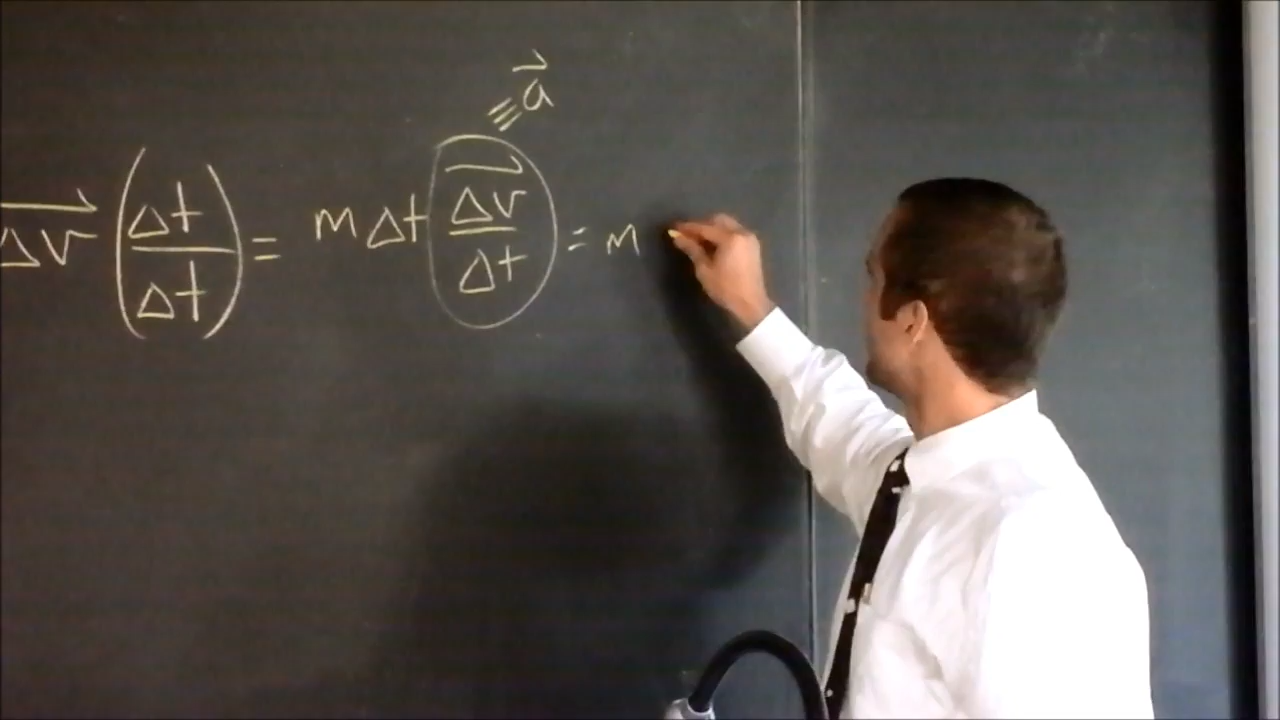 = a⃗
Δv⃗ (Δt/Δt) = mΔt (Δv⃗/Δt) = m